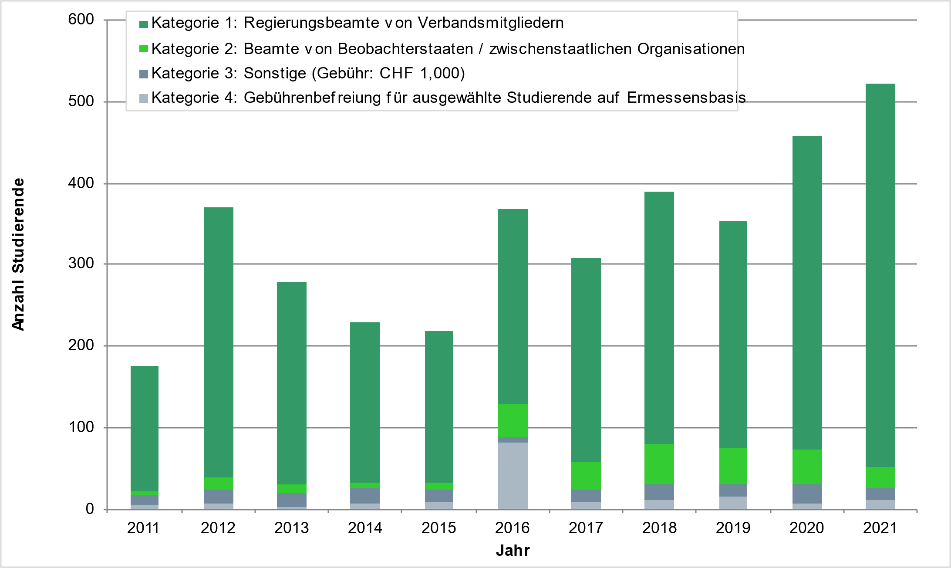 600
500
400
300
200
100
0
Anzahl Studierende
Kategorie 1: Regierungsbeamte von Verbandsmitgliedern
Kategorie 2: Beamte von Beobachterstaaten / zwischenstaatlichen Organisationen
Kategorie 3: Sonstige (Gebühr: CHF 1,000)
Kategorie 4: Gebührenbefreiung für ausgewählte Studierende auf Ermessensbasis
2011 2012 2013 2014 2015 2016 2017 2018 2019 2020 2021
Jahr